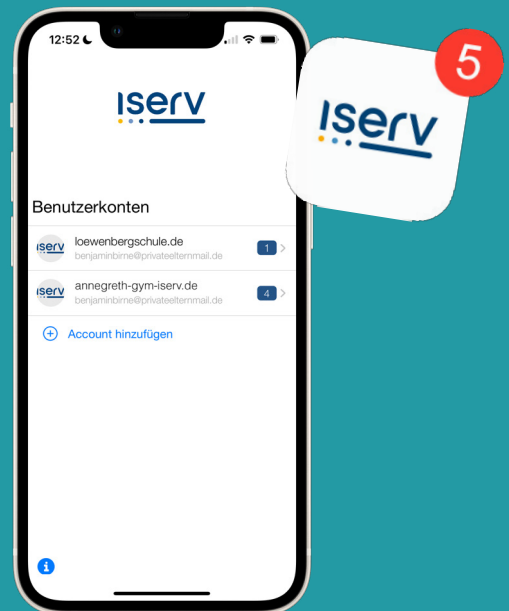 12:52
IServ
5
IServ
Benutzerkonten
IServ
loewenbergschule.de
benjaminbirne@privateelternmail.de
1
IServ
annegreth-gym-iserv.de
benjaminbirne@privateelternmail.de
4
Account hinzufügen